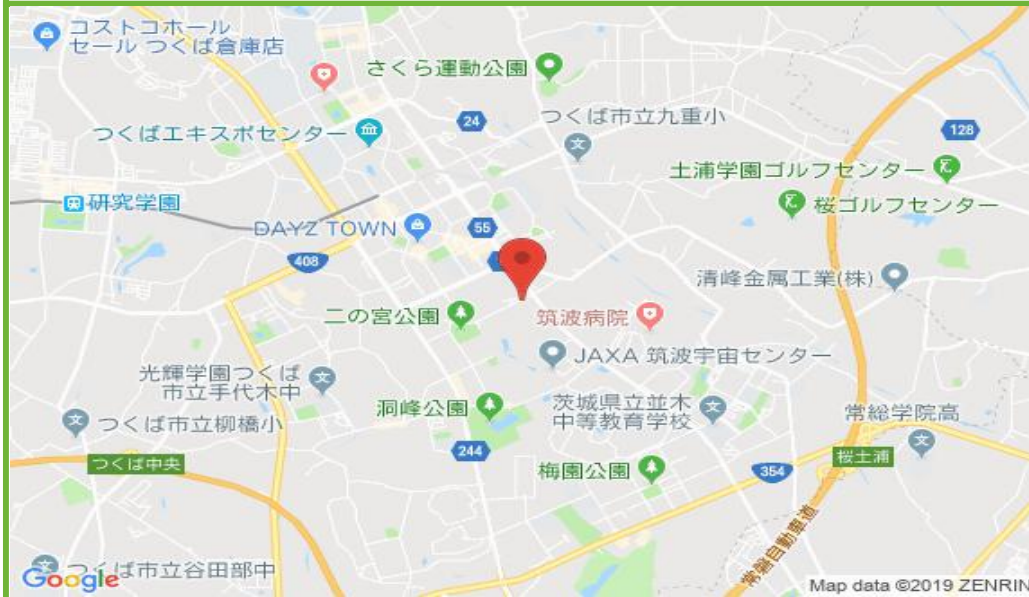 コストコホール
セール つくば倉庫店
さくら運動公園
24
つくば市立九重小
128
つくばエキスポセンター
土浦学園ゴルフセンター
研究学園
桜ゴルフセンター
DAYZ TOWN
55
408
清峰金属工業(株)
二の宮公園
筑波病院
JAXA 筑波宇宙センター
光輝学園つくば
市立手代木中
洞峰公園
茨城県立並木
中等教育学校
常総学院高
つくば市立柳橋小
244
桜土浦
つくば中央
梅園公園
354
常磐自動車道
つくば市立谷田部中
Google
Map data ©2019 ZENRIN